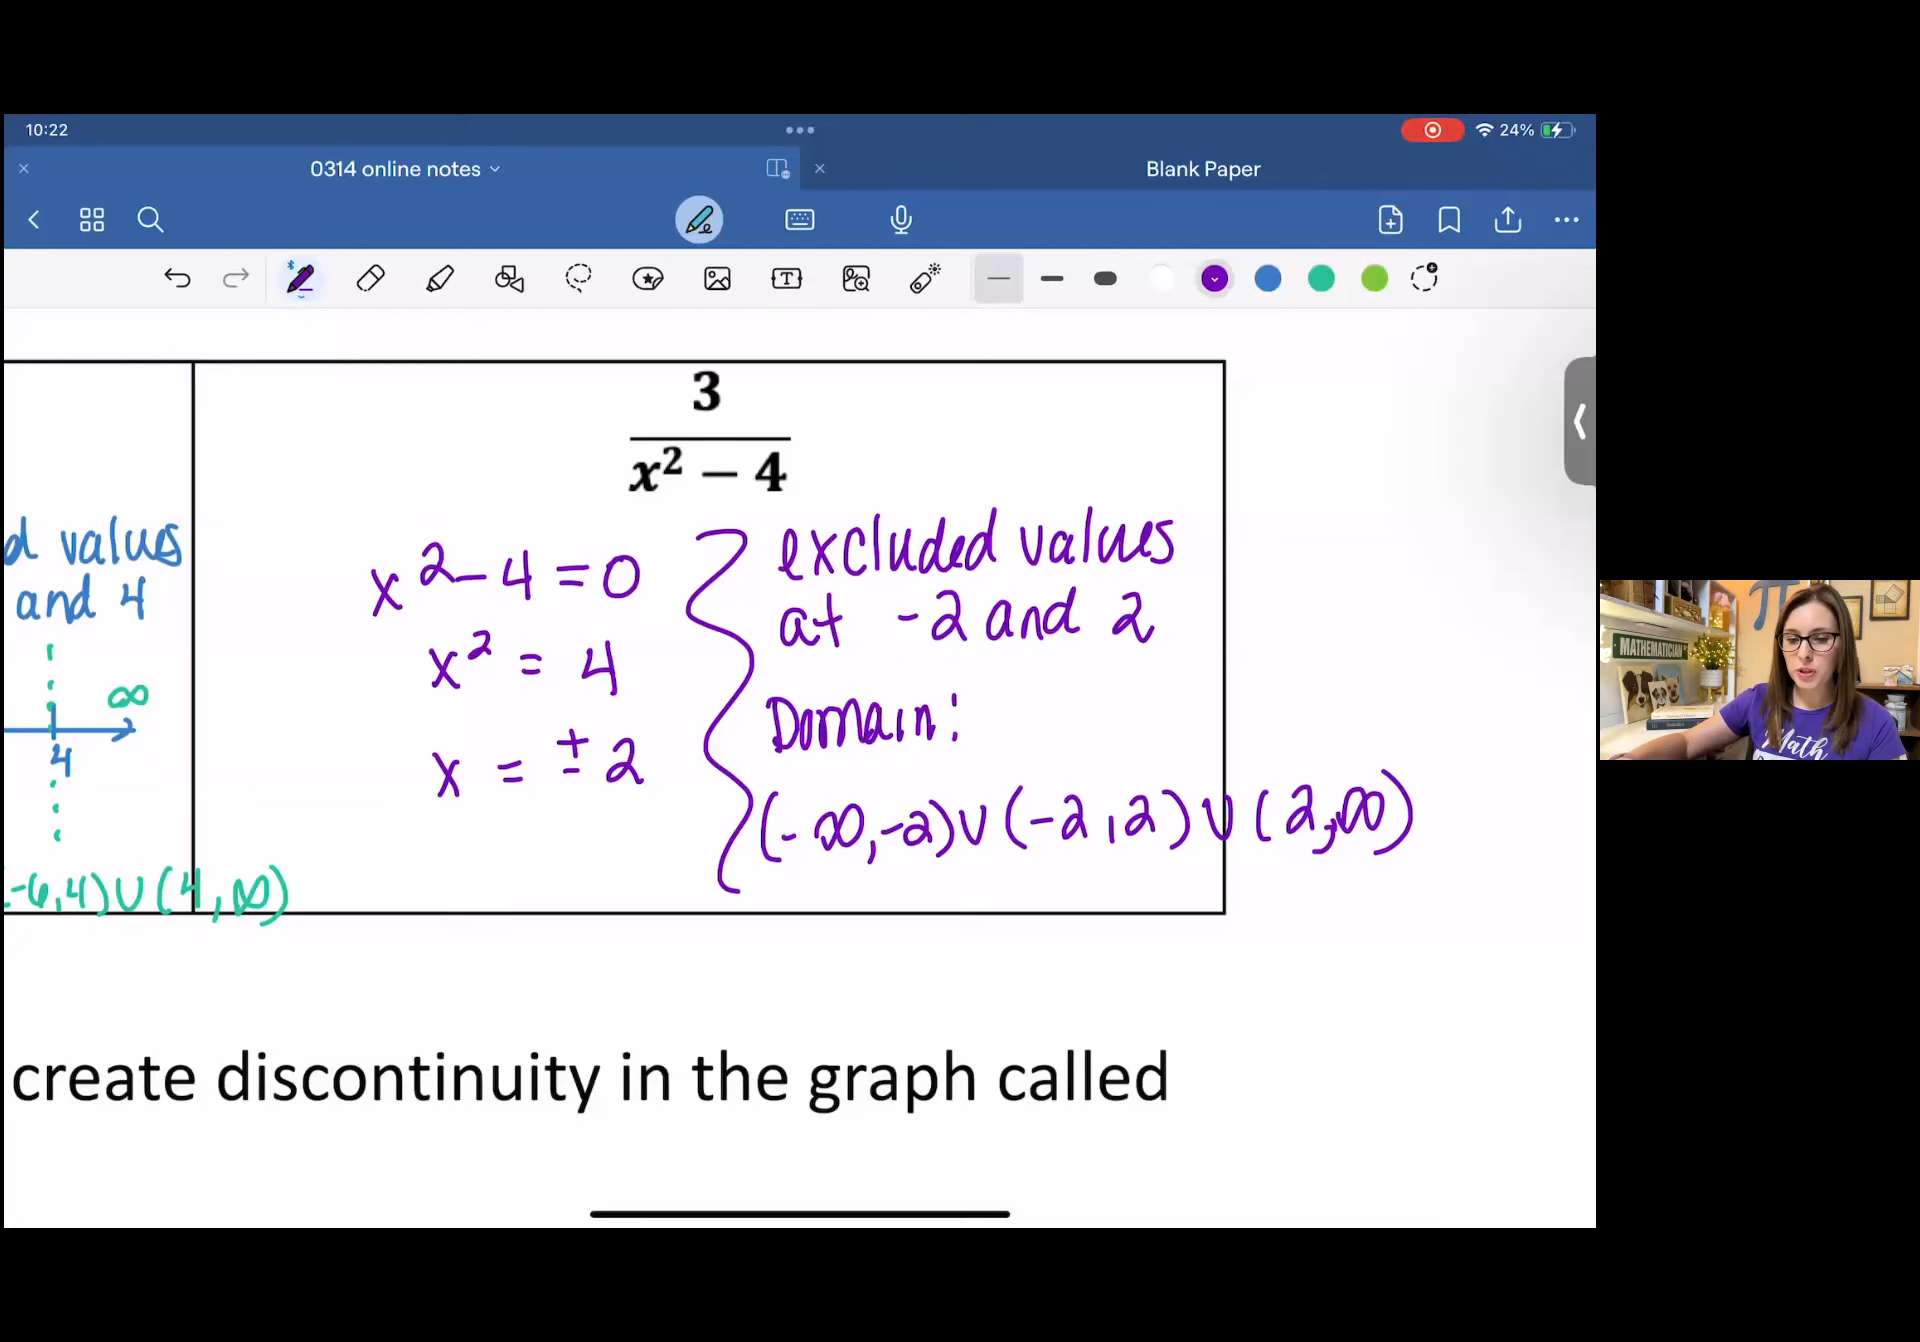 10:22
24%
0314 online notes
Blank Paper
3
x² − 4
d values
and 4
∞
4
-6,4)∪(4,∞)
x²-4=0
x² = 4
x = ±2
excluded values
at -2 and 2
Domain:
(-∞,-2)∪(-2,2)∪(2,∞)
create discontinuity in the graph called
MATHEMATICIAN
Math